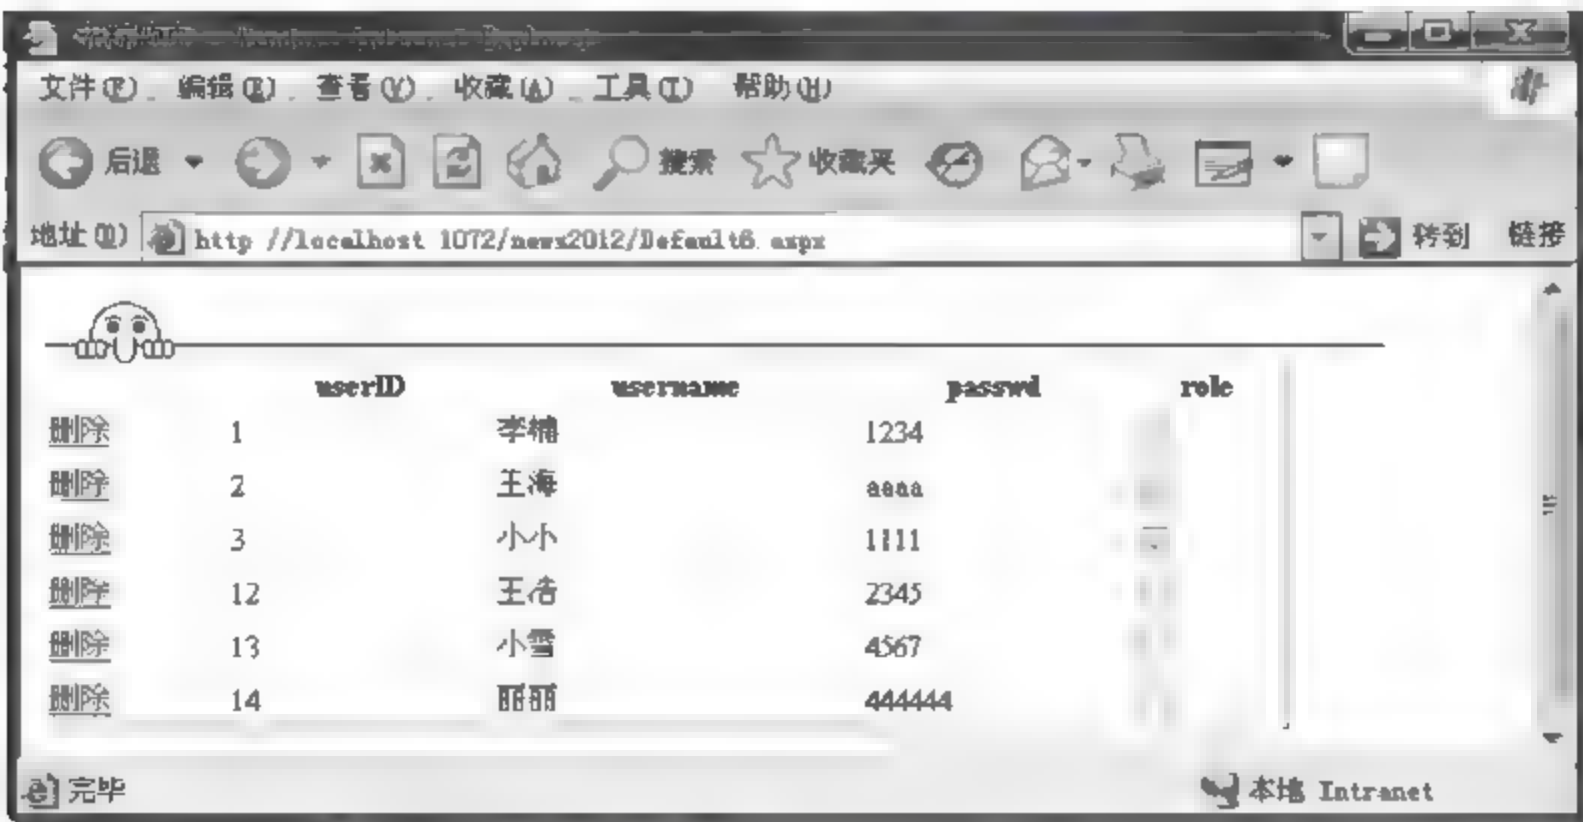 Windows Internet Explorer
文件(F) 编辑(E) 查看(V) 收藏(A) 工具(T) 帮助(H)
后退 搜索 收藏夹
地址(D) http //localhost 1072/news2012/Default6.aspx 转到 链接
userID username passwd role
删除 1 李楠 1234
删除 2 王海 aaaa
删除 3 小小 1111
删除 12 王浩 2345
删除 13 小雪 4567
删除 14 丽丽 444444
完毕 本地 Intranet